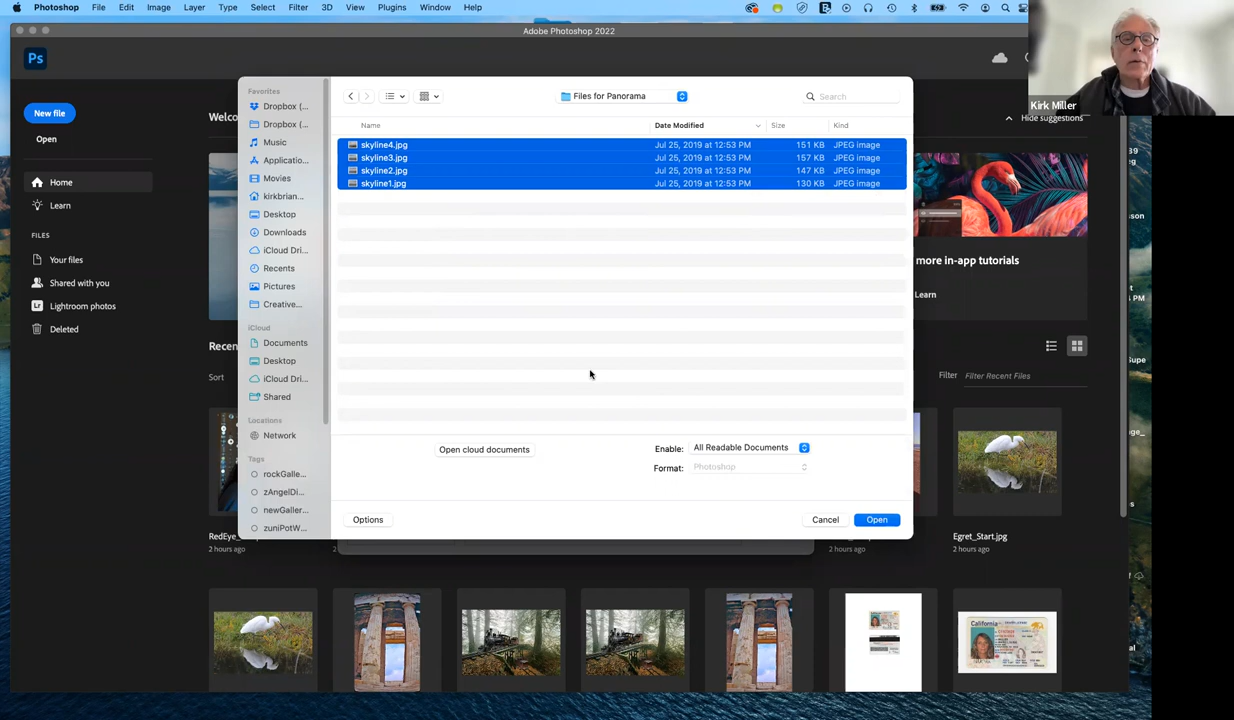 Photoshop File Edit Image Layer Type Select Filter 3D View Plugins Window Help
Adobe Photoshop 2022
Ps
Kirk Miller
New file
Open
Home
Learn
FILES
Your files
Shared with you
Lr Lightroom photos
Deleted
Welco
Hide suggestions
Favorites
Dropbox (...
Dropbox (...
Music
Applicatio...
Movies
kirkbrian...
Desktop
Downloads
iCloud Dri...
Recents
Pictures
Creative...
iCloud
Documents
Desktop
iCloud Dri...
Shared
Locations
Network
Tags
rockGalle...
zAngelDi...
newGaller...
zuniPotW...
Files for Panorama
Search
Name Date Modified Size Kind
skyline4.jpg Jul 25, 2019 at 12:53 PM 151 KB JPEG image
skyline3.jpg Jul 25, 2019 at 12:53 PM 157 KB JPEG image
skyline2.jpg Jul 25, 2019 at 12:53 PM 147 KB JPEG image
skyline1.jpg Jul 25, 2019 at 12:53 PM 130 KB JPEG image
Open cloud documents
Enable: All Readable Documents
Format: Photoshop
Options
Cancel
Open
more in-app tutorials
Learn
Recen
Sort
Filter Filter Recent Files
RedEye_
2 hours ago
2 hours ago
Egret_Start.jpg
2 hours ago
California